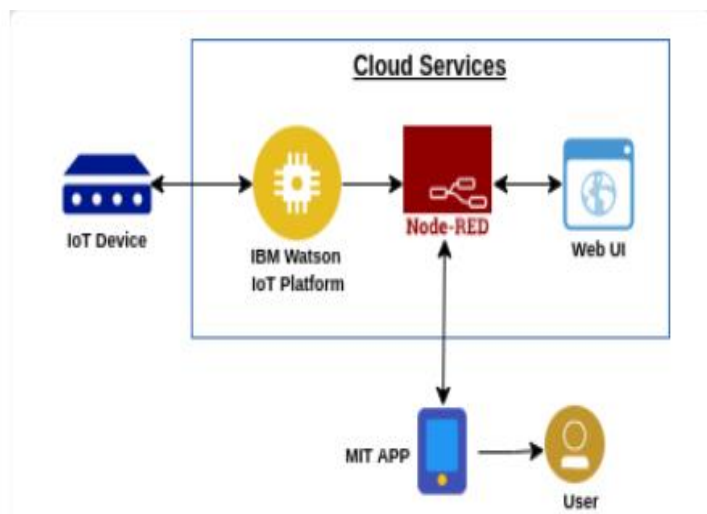 Cloud Services
IoT Device
IBM Watson
IoT Platform
Node-RED
Web UI
MIT APP
User